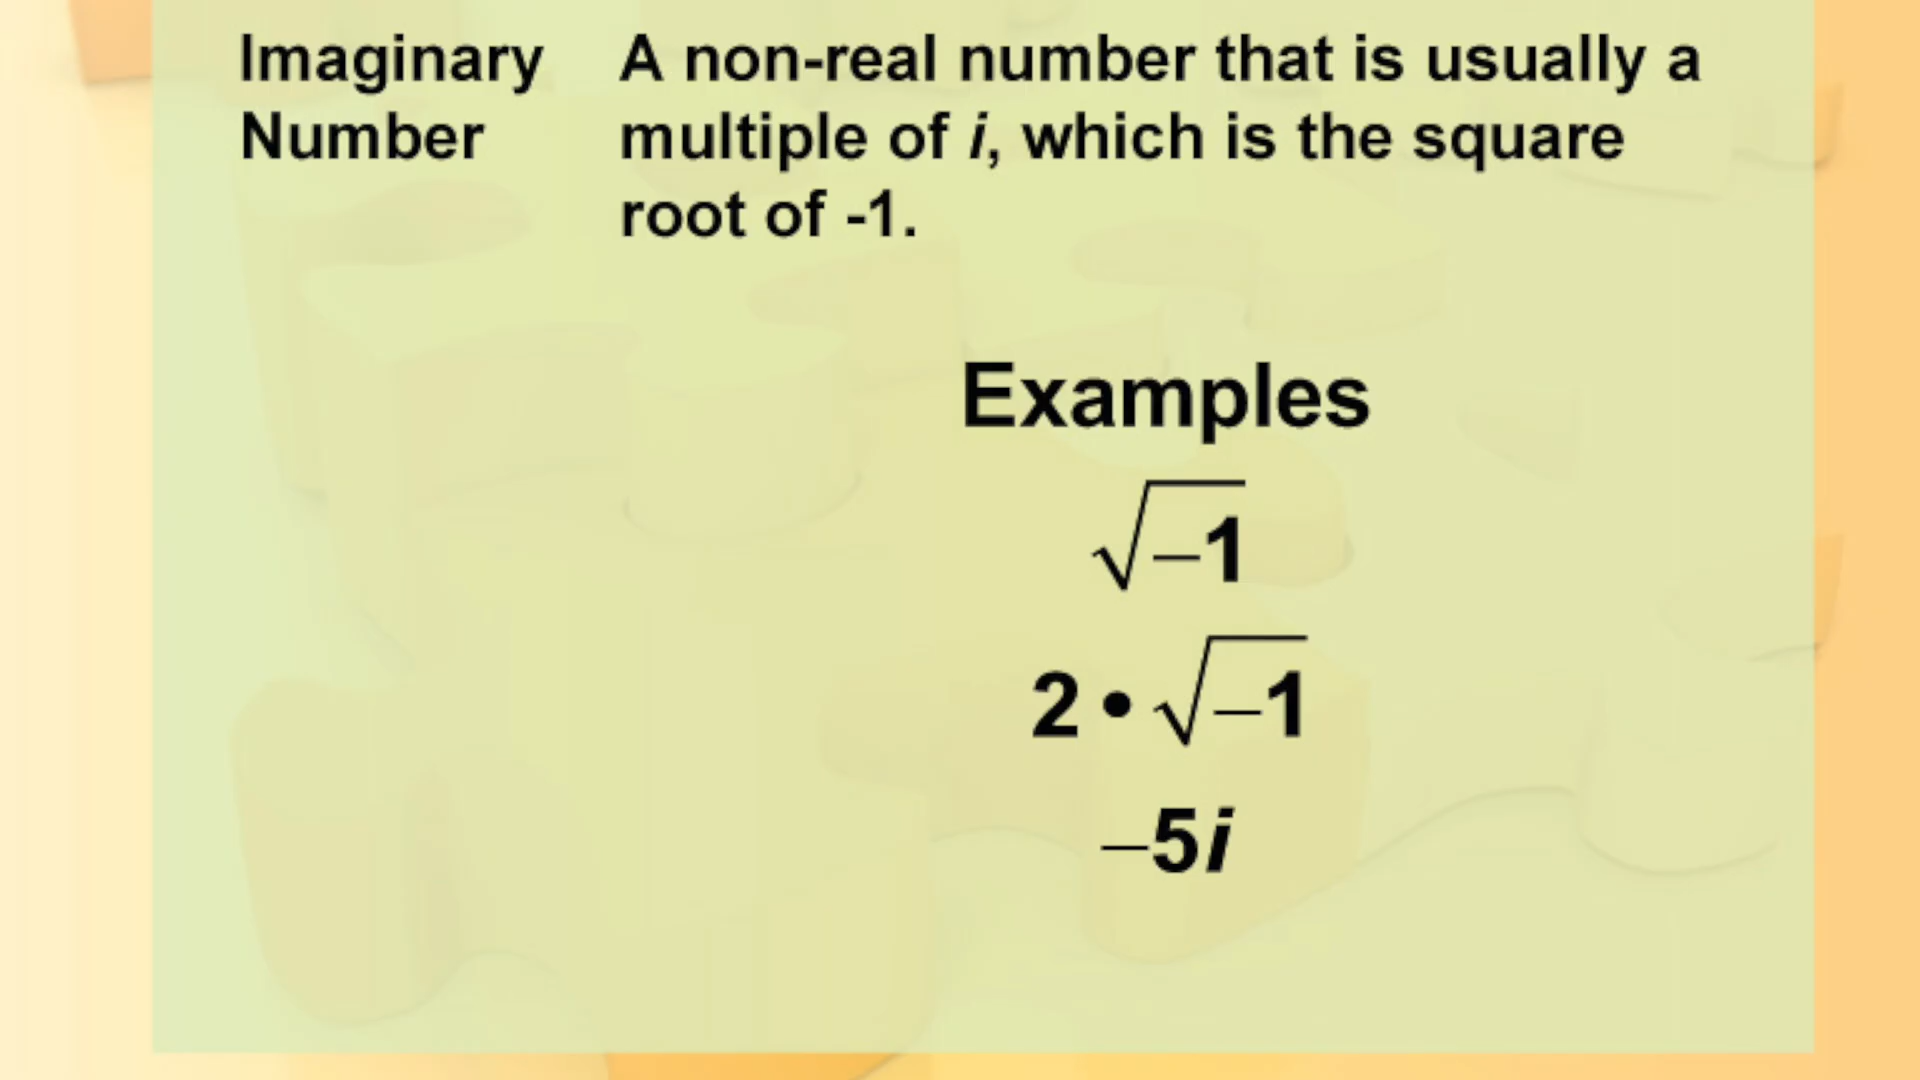 Imaginary Number
A non-real number that is usually a
multiple of i, which is the square
root of -1.
Examples
√–1
2 • √–1
–5i